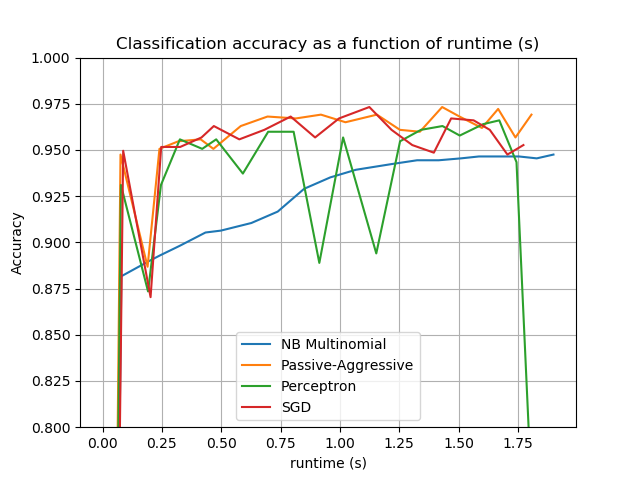 Classification accuracy as a function of runtime (s)
1.000
0.975
0.950
0.925
0.900
0.875
0.850
0.825
0.800
Accuracy
NB Multinomial
Passive-Aggressive
Perceptron
SGD
0.00 0.25 0.50 0.75 1.00 1.25 1.50 1.75
runtime (s)